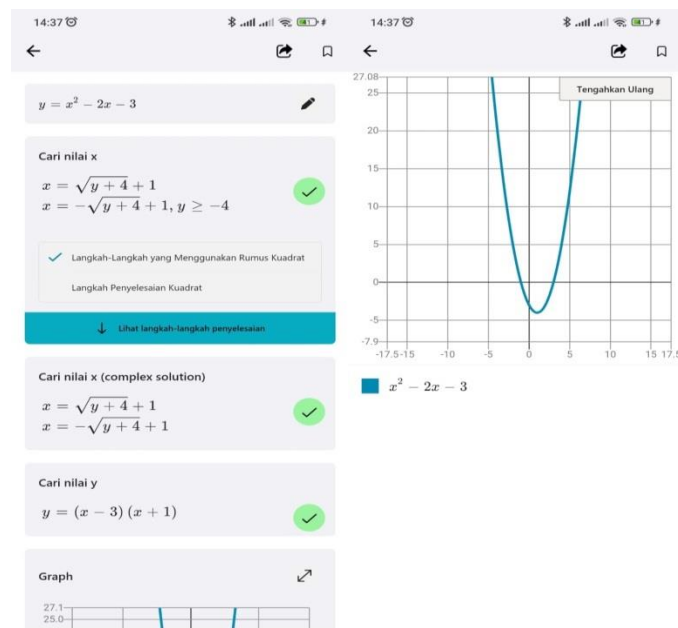 14:37
y = x² − 2x − 3
Cari nilai x
x = √(y + 4) + 1
x = −√(y + 4) + 1, y ≥ −4
Langkah-Langkah yang Menggunakan Rumus Kuadrat
Langkah Penyelesaian Kuadrat
Lihat langkah-langkah penyelesaian
Cari nilai x (complex solution)
x = √(y + 4) + 1
x = −√(y + 4) + 1
Cari nilai y
y = (x − 3) (x + 1)
Graph
27.1
25.0
14:37
27.08
Tengahkan Ulang
25
20
15
10
5
0
-5
-7.9
-17.5 -15 -10 -5 0 5 10 15 17.
x² − 2x − 3